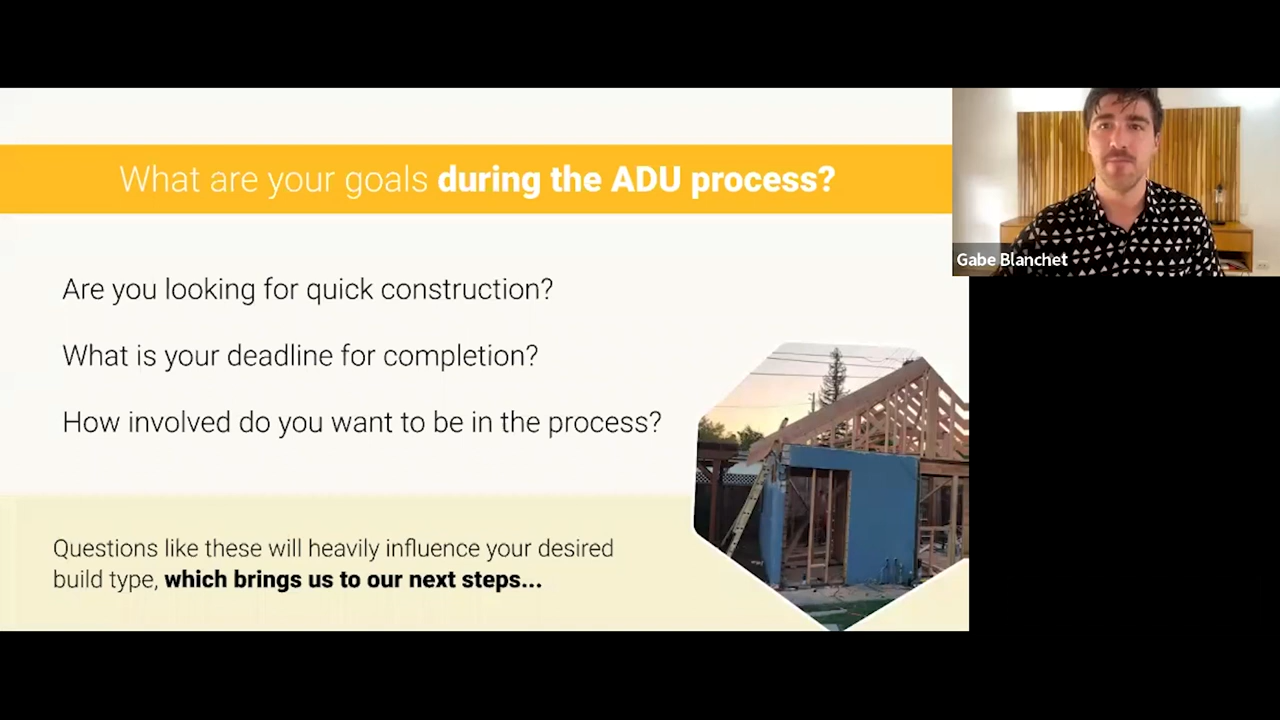 What are your goals during the ADU process?
Gabe Blanchet
Are you looking for quick construction?
What is your deadline for completion?
How involved do you want to be in the process?
Questions like these will heavily influence your desired
build type, which brings us to our next steps...